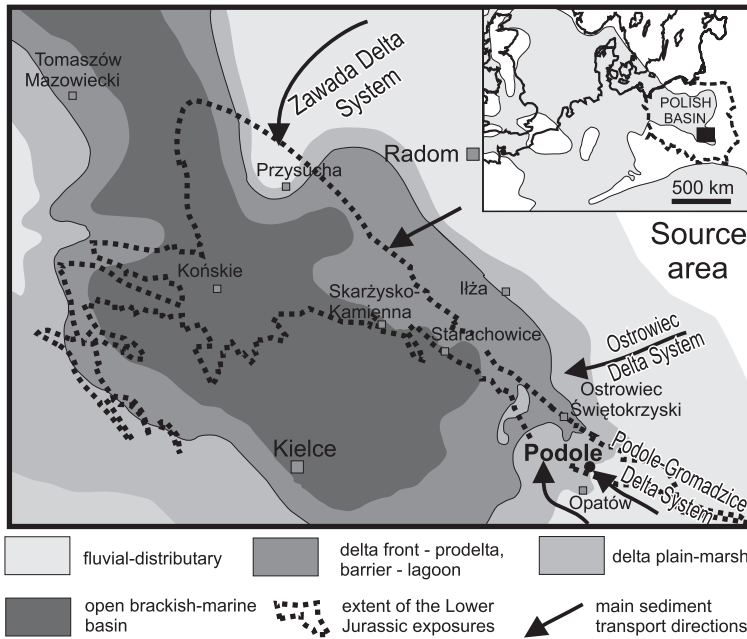 Tomaszów
Mazowiecki
Zawada Delta
System
Przysucha
Radom
POLISH
BASIN
500 km
Source
area
Końskie
Skarżysko-
Kamienna
Iłża
Starachowice
Ostrowiec
Delta System
Ostrowiec
Świętokrzyski
Kielce
Podole
Podole-Gromadzice
Delta System
Opatów
fluvial-distributary
delta front - prodelta,
barrier - lagoon
delta plain-marsh
open brackish-marine
basin
extent of the Lower
Jurassic exposures
main sediment
transport directions